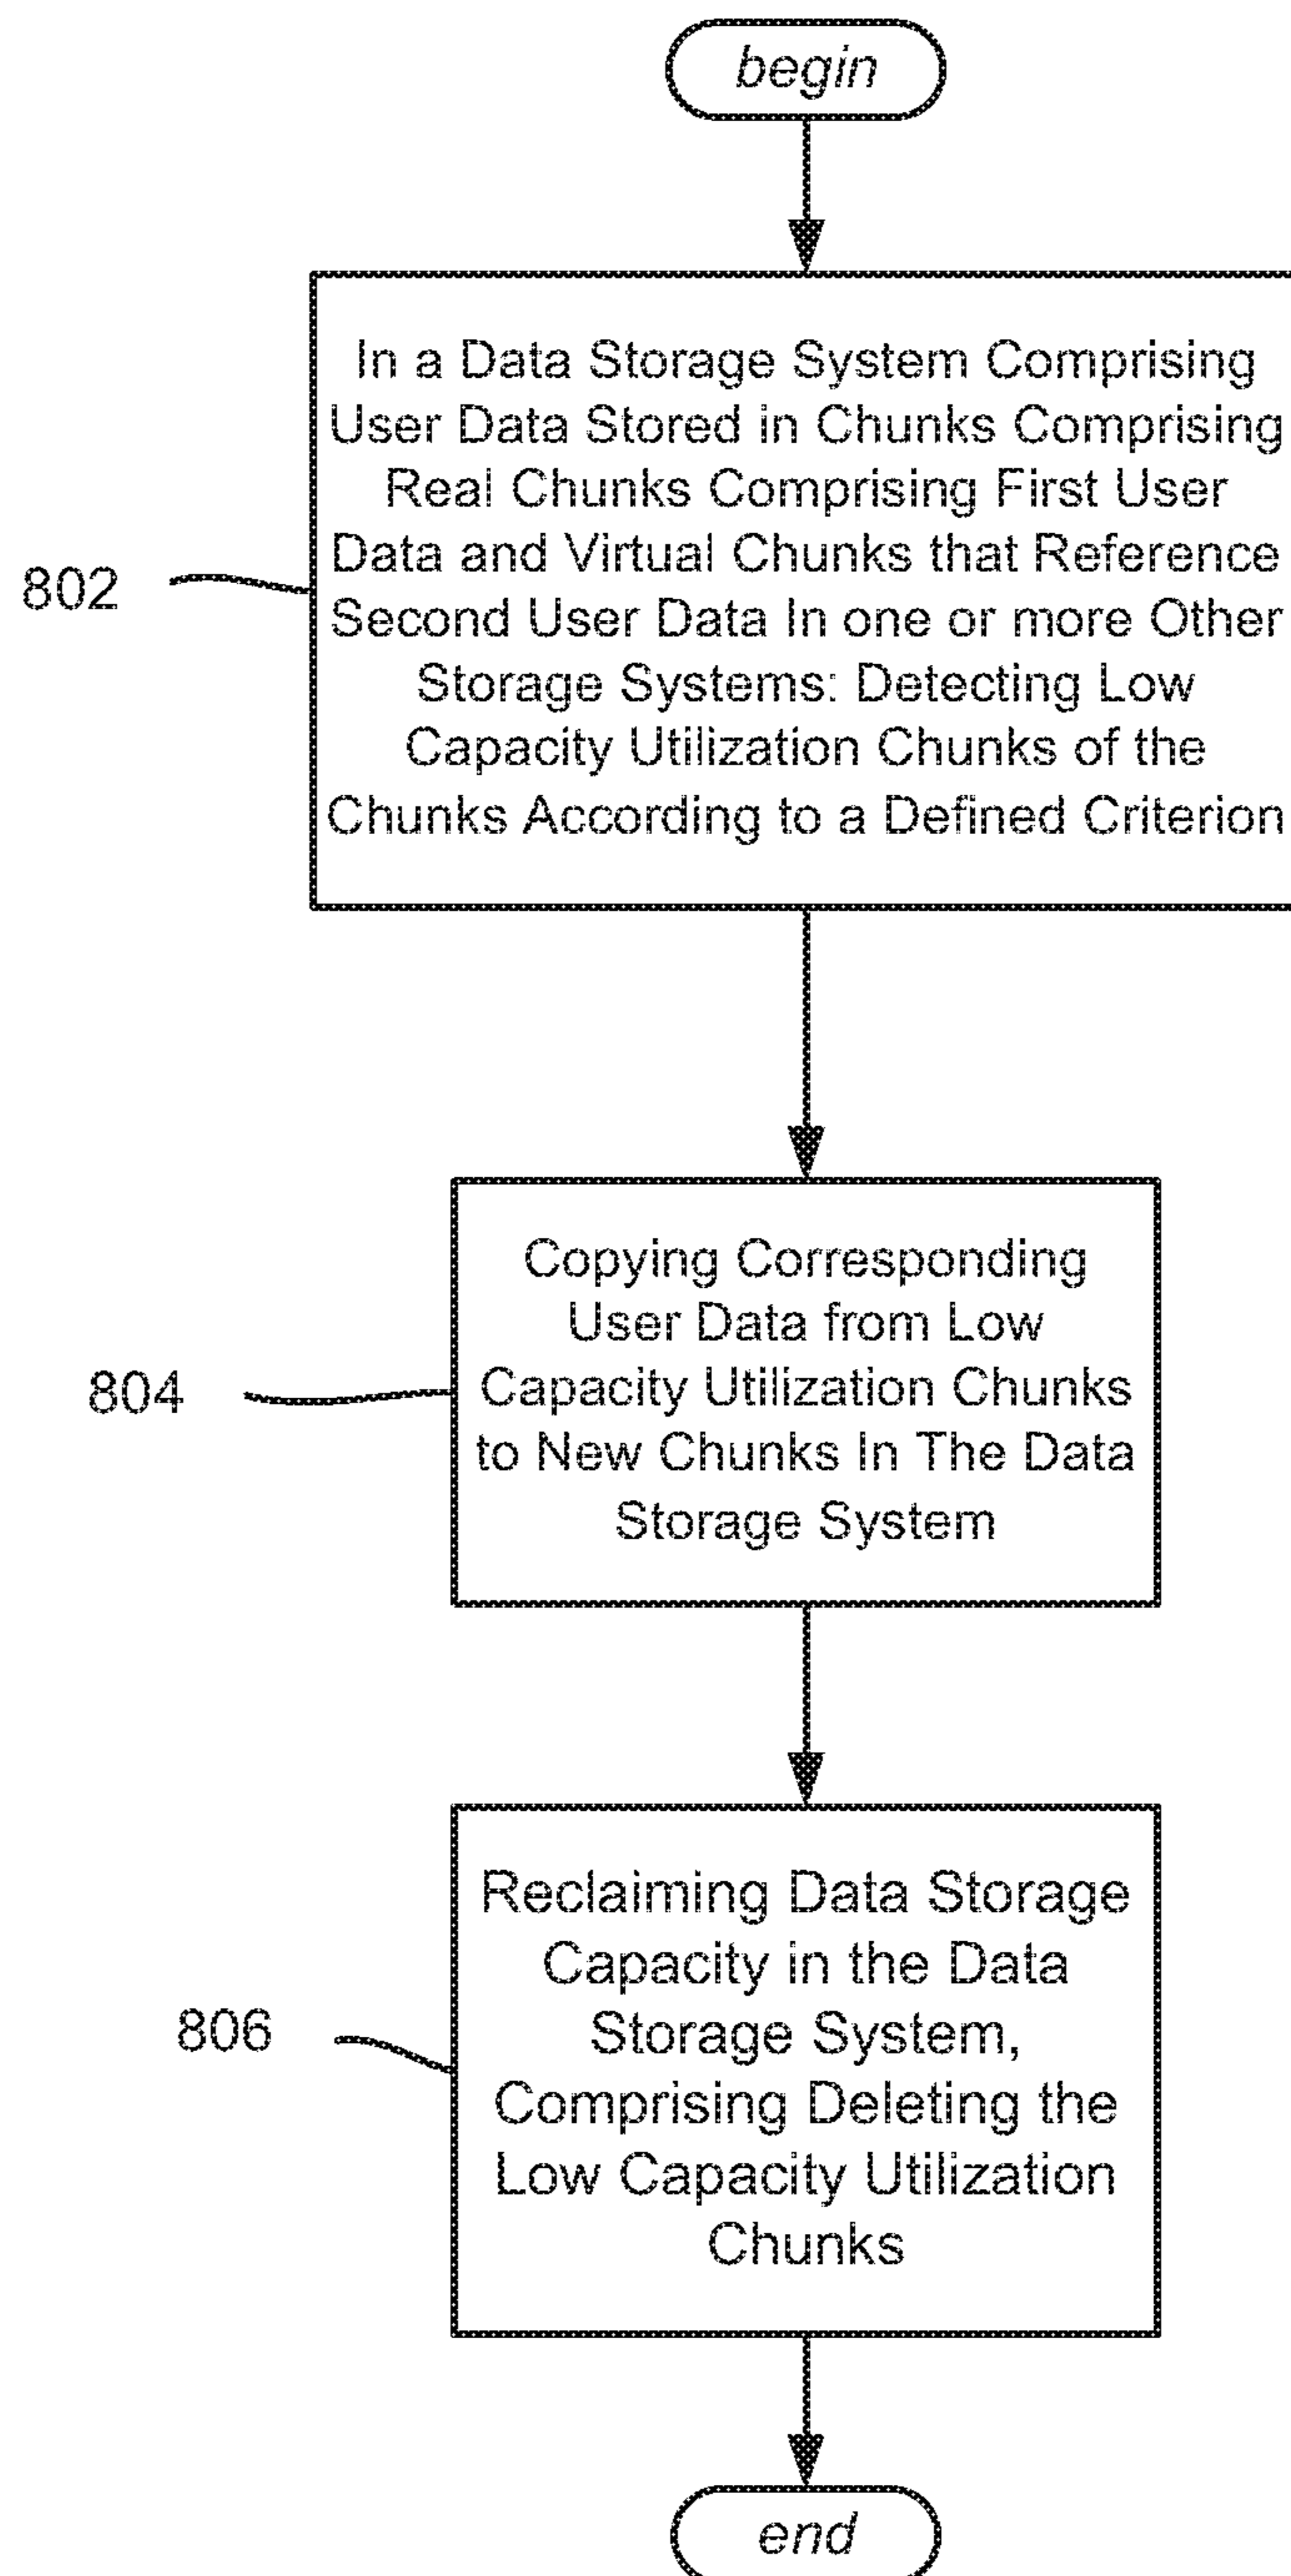 begin
In a Data Storage System Comprising
User Data Stored in Chunks Comprising
Real Chunks Comprising First User
Data and Virtual Chunks that Reference
Second User Data In one or more Other
Storage Systems: Detecting Low
Capacity Utilization Chunks of the
Chunks According to a Defined Criterion
802
Copying Corresponding
User Data from Low
Capacity Utilization Chunks
to New Chunks In The Data
Storage System
804
Reclaiming Data Storage
Capacity in the Data
Storage System,
Comprising Deleting the
Low Capacity Utilization
Chunks
806
end